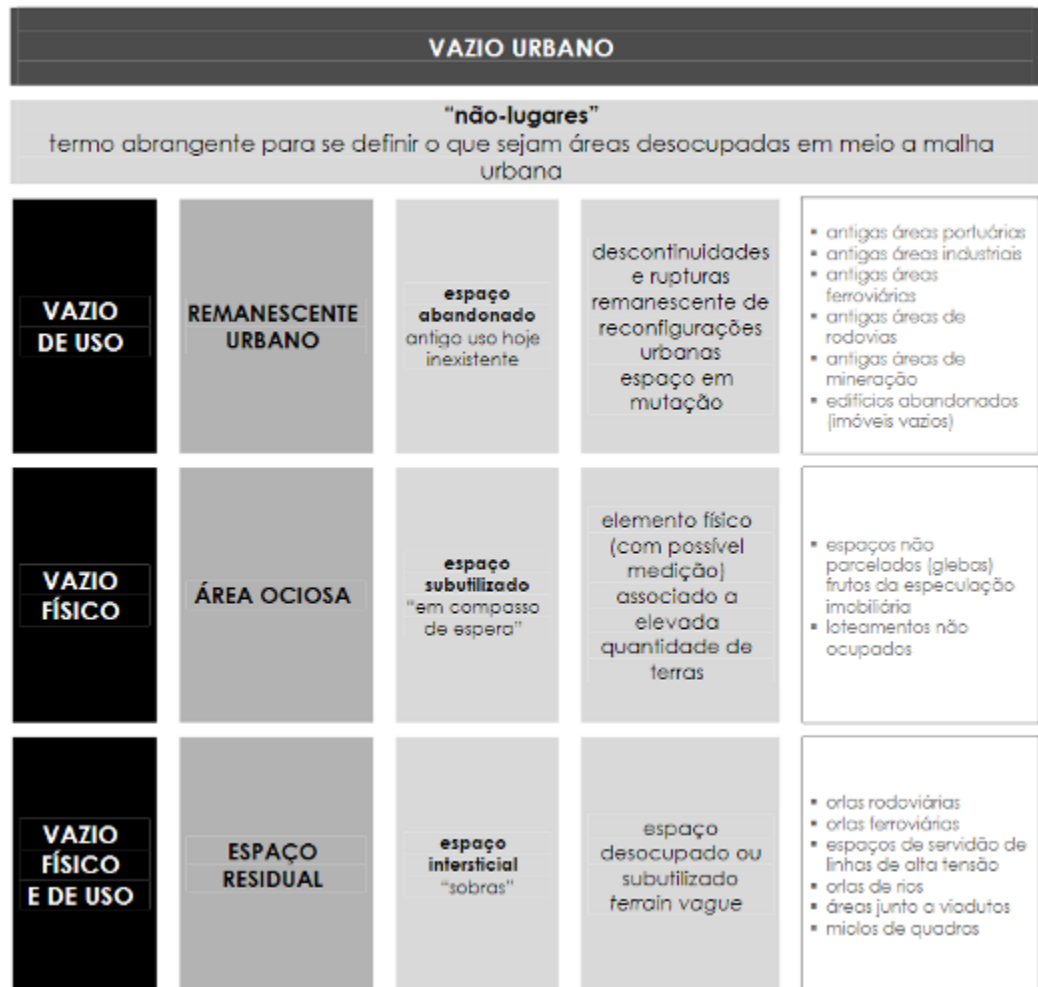 VAZIO URBANO
"não-lugares"
termo abrangente para se definir o que sejam áreas desocupadas em meio a malha
urbana
VAZIO
DE USO
REMANESCENTE
URBANO
espaço
abandonado
antigo uso hoje
inexistente
descontinuidades
e rupturas
remanescente de
reconfigurações
urbanas
espaço em
mutação
▪ antigas áreas portuárias
▪ antigas áreas industriais
▪ antigas áreas
ferroviárias
▪ antigas áreas de
rodovias
▪ antigas áreas de
mineração
▪ edifícios abandonados
(imóveis vazios)
VAZIO
FÍSICO
ÁREA OCIOSA
espaço
subutilizado
"em compasso
de espera"
elemento físico
(com possível
medição)
associado a
elevada
quantidade de
terras
▪ espaços não
parcelados (glebas)
frutos da especulação
imobiliária
▪ loteamentos não
ocupados
VAZIO
FÍSICO
E DE USO
ESPAÇO
RESIDUAL
espaço
intersticial
"sobras"
espaço
desocupado ou
subutilizado
terrain vague
▪ orlas rodoviárias
▪ orlas ferroviárias
▪ espaços de servidão de
linhas de alta tensão
▪ orlas de rios
▪ áreas junto a viadutos
▪ miolos de quadras